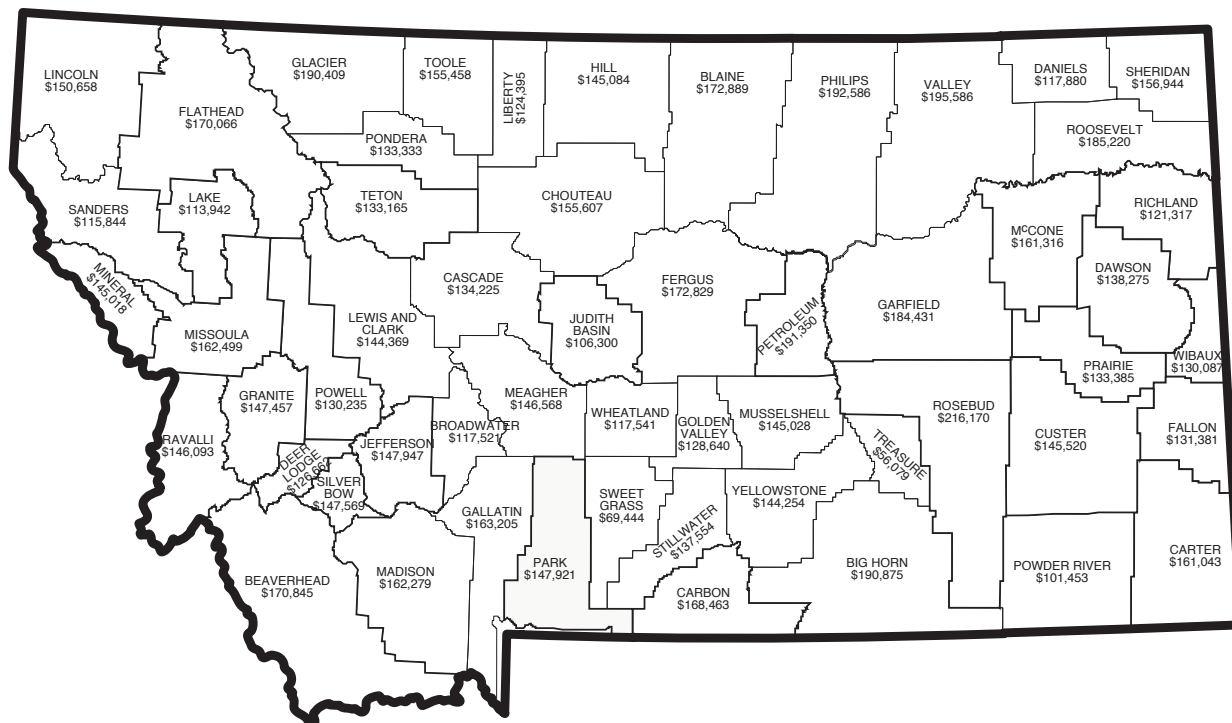 LINCOLN
$150,658
FLATHEAD
$170,066
GLACIER
$190,409
TOOLE
$155,458
LIBERTY
$124,395
HILL
$145,084
BLAINE
$172,889
PHILIPS
$192,586
VALLEY
$195,586
DANIELS
$117,880
SHERIDAN
$156,944
ROOSEVELT
$185,220
PONDERA
$133,333
TETON
$133,165
CHOUTEAU
$155,607
SANDERS
$115,844
LAKE
$113,942
RICHLAND
$121,317
McCONE
$161,316
DAWSON
$138,275
MINERAL
$145,018
CASCADE
$134,225
FERGUS
$172,829
GARFIELD
$184,431
PETROLEUM
$191,350
MISSOULA
$162,499
LEWIS AND
CLARK
$144,369
JUDITH
BASIN
$106,300
PRAIRIE
$133,385
WIBAUX
$130,087
GRANITE
$147,457
POWELL
$130,235
MEAGHER
$146,568
WHEATLAND
$117,541
GOLDEN
VALLEY
$128,640
MUSSELSHELL
$145,028
ROSEBUD
$216,170
CUSTER
$145,520
FALLON
$131,381
RAVALLI
$146,093
DEER
LODGE
$126,662
JEFFERSON
$147,947
BROADWATER
$117,521
TREASURE
$56,079
SILVER
BOW
$147,569
GALLATIN
$163,205
SWEET
GRASS
$69,444
YELLOWSTONE
$144,254
STILLWATER
$137,554
PARK
$147,921
BIG HORN
$190,875
POWDER RIVER
$101,453
CARTER
$161,043
BEAVERHEAD
$170,845
MADISON
$162,279
CARBON
$168,463